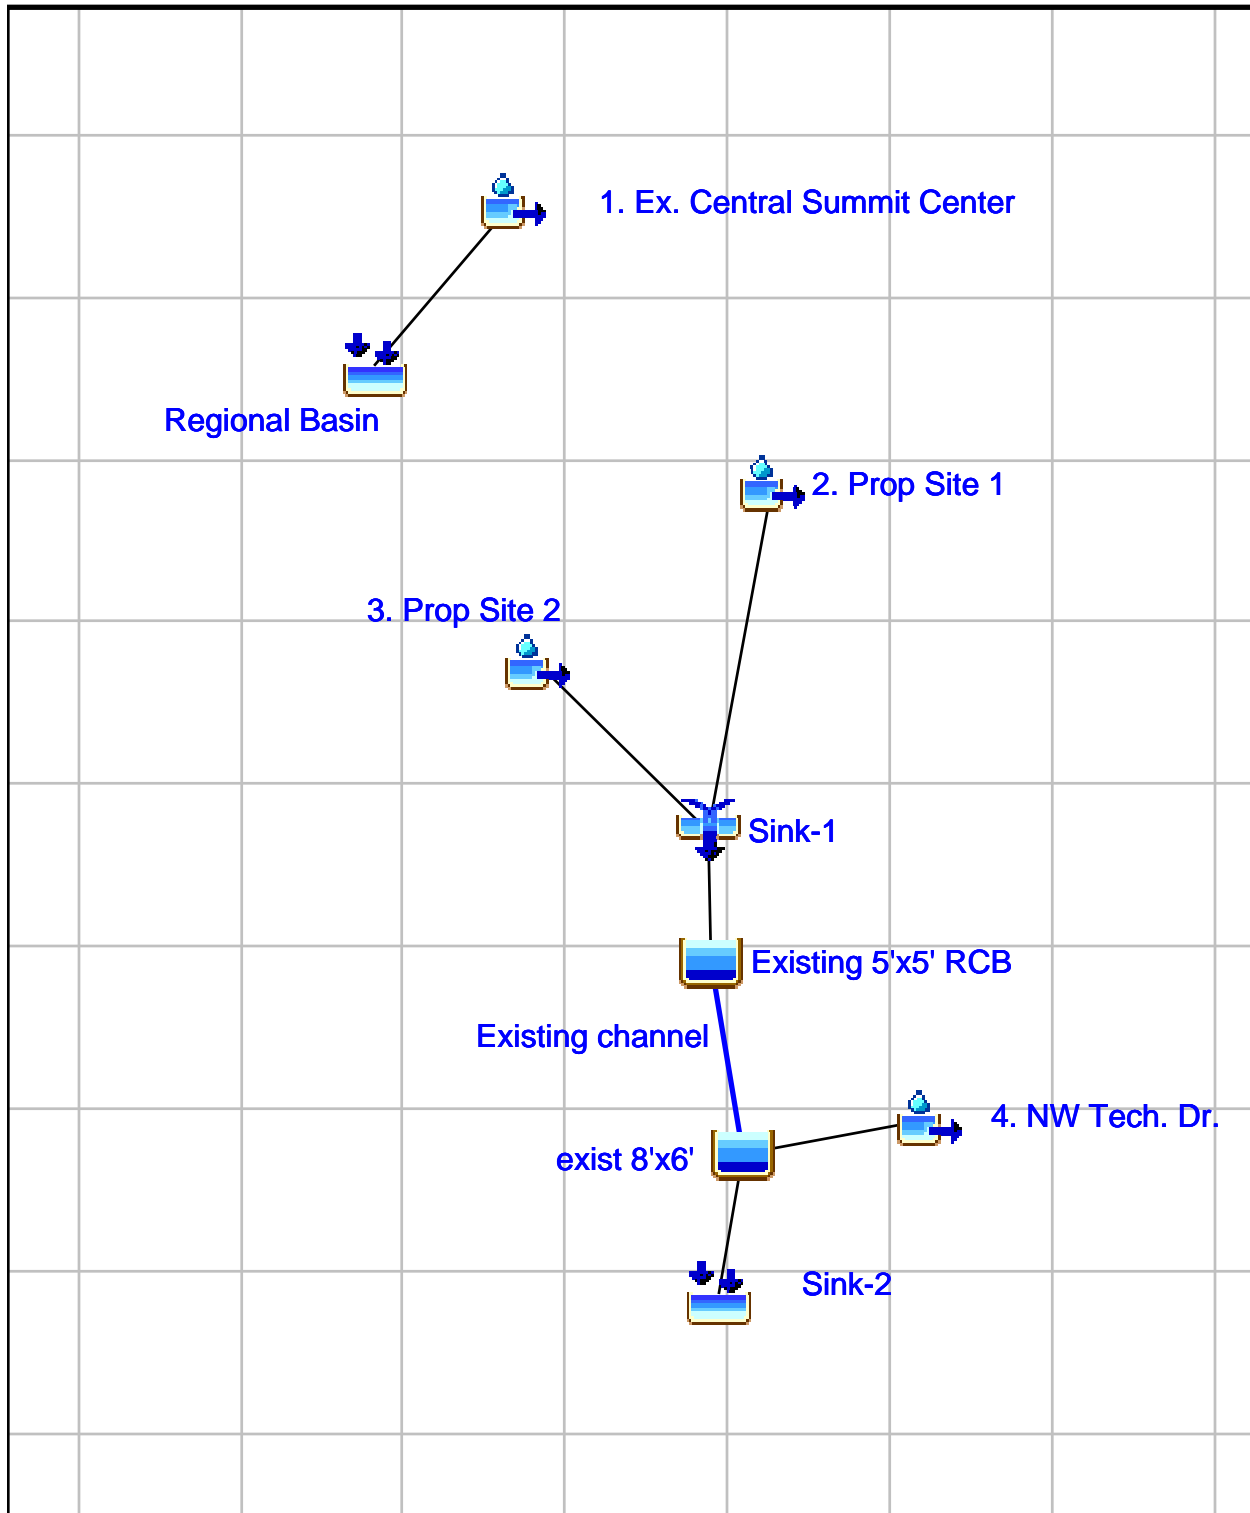 1. Ex. Central Summit Center
Regional Basin
2. Prop Site 1
3. Prop Site 2
Sink-1
Existing 5'x5' RCB
Existing channel
4. NW Tech. Dr.
exist 8'x6'
Sink-2